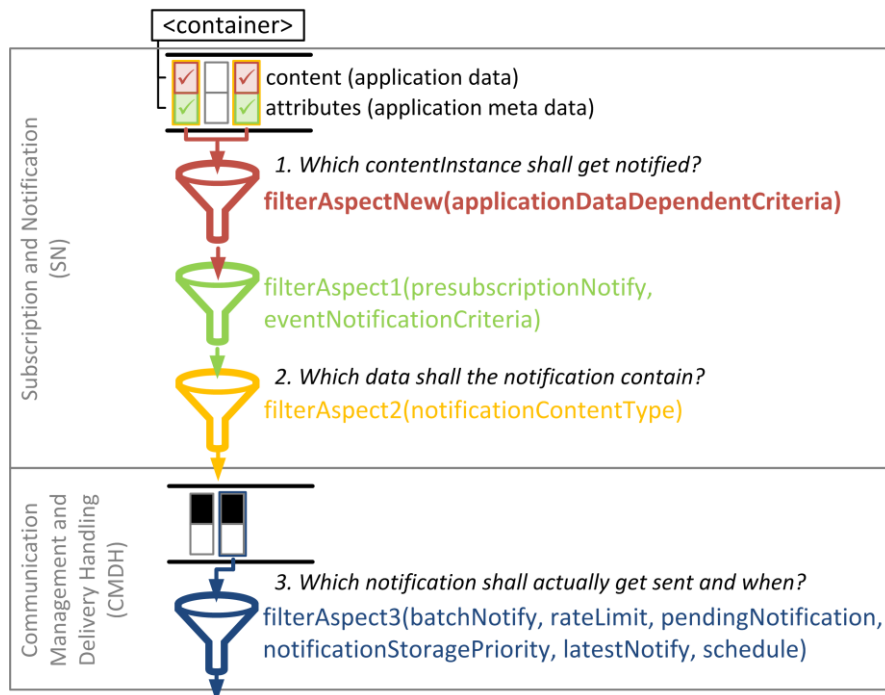 <container>
content (application data)
attributes (application meta data)
Subscription and Notification
(SN)
1. Which contentInstance shall get notified?
filterAspectNew(applicationDataDependentCriteria)
filterAspect1(presubscriptionNotify,
eventNotificationCriteria)
2. Which data shall the notification contain?
filterAspect2(notificationContentType)
Communication
Management and
Delivery Handling
(CMDH)
3. Which notification shall actually get sent and when?
filterAspect3(batchNotify, rateLimit, pendingNotification,
notificationStoragePriority, latestNotify, schedule)